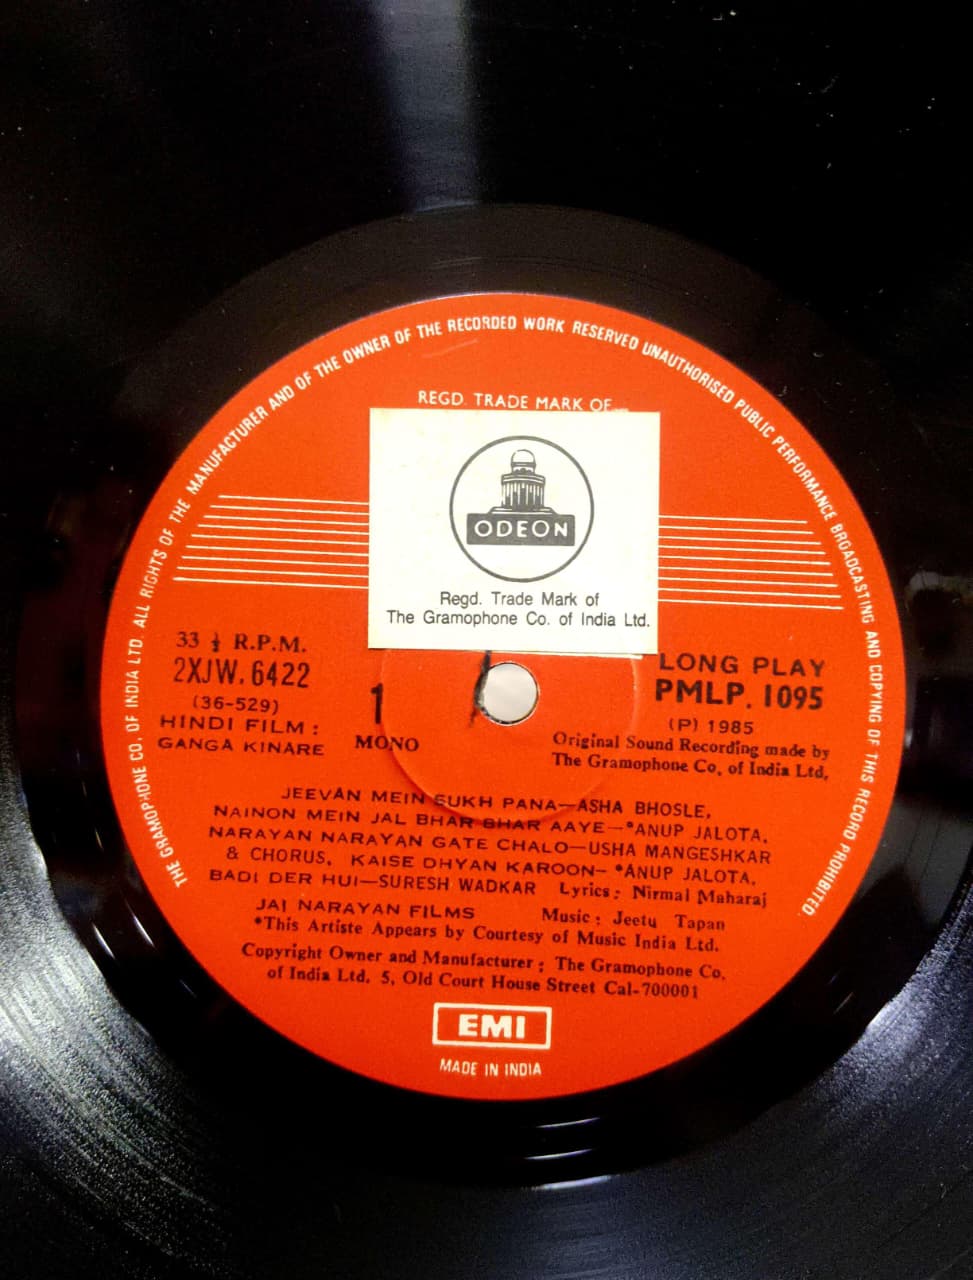 THE GRAMOPHONE CO. OF INDIA LTD. ALL RIGHTS OF THE MANUFACTURER AND OF THE OWNER OF THE RECORDED WORK RESERVED UNAUTHORISED PUBLIC PERFORMANCE BROADCASTING AND COPYING OF THIS RECORD PROHIBITED.
REGD. TRADE MARK OF
ODEON
Regd. Trade Mark of
The Gramophone Co. of India Ltd.
33 ⅓ R.P.M.
2XJW. 6422
(36-529)
HINDI FILM :
GANGA KINARE
1
MONO
LONG PLAY
PMLP. 1095
(P) 1985
Original Sound Recording made by
The Gramophone Co. of India Ltd.
JEEVAN MEIN SUKH PANA—ASHA BHOSLE,
NAINON MEIN JAL BHAR BHAR AAYE—*ANUP JALOTA,
NARAYAN NARAYAN GATE CHALO—USHA MANGESHKAR
& CHORUS, KAISE DHYAN KAROON—*ANUP JALOTA,
BADI DER HUI—SURESH WADKAR Lyrics: Nirmal Maharaj
JAI NARAYAN FILMS Music: Jeetu Tapan
*This Artiste Appears by Courtesy of Music India Ltd.
Copyright Owner and Manufacturer: The Gramophone Co.
of India Ltd. 5, Old Court House Street Cal-700001
EMI
MADE IN INDIA